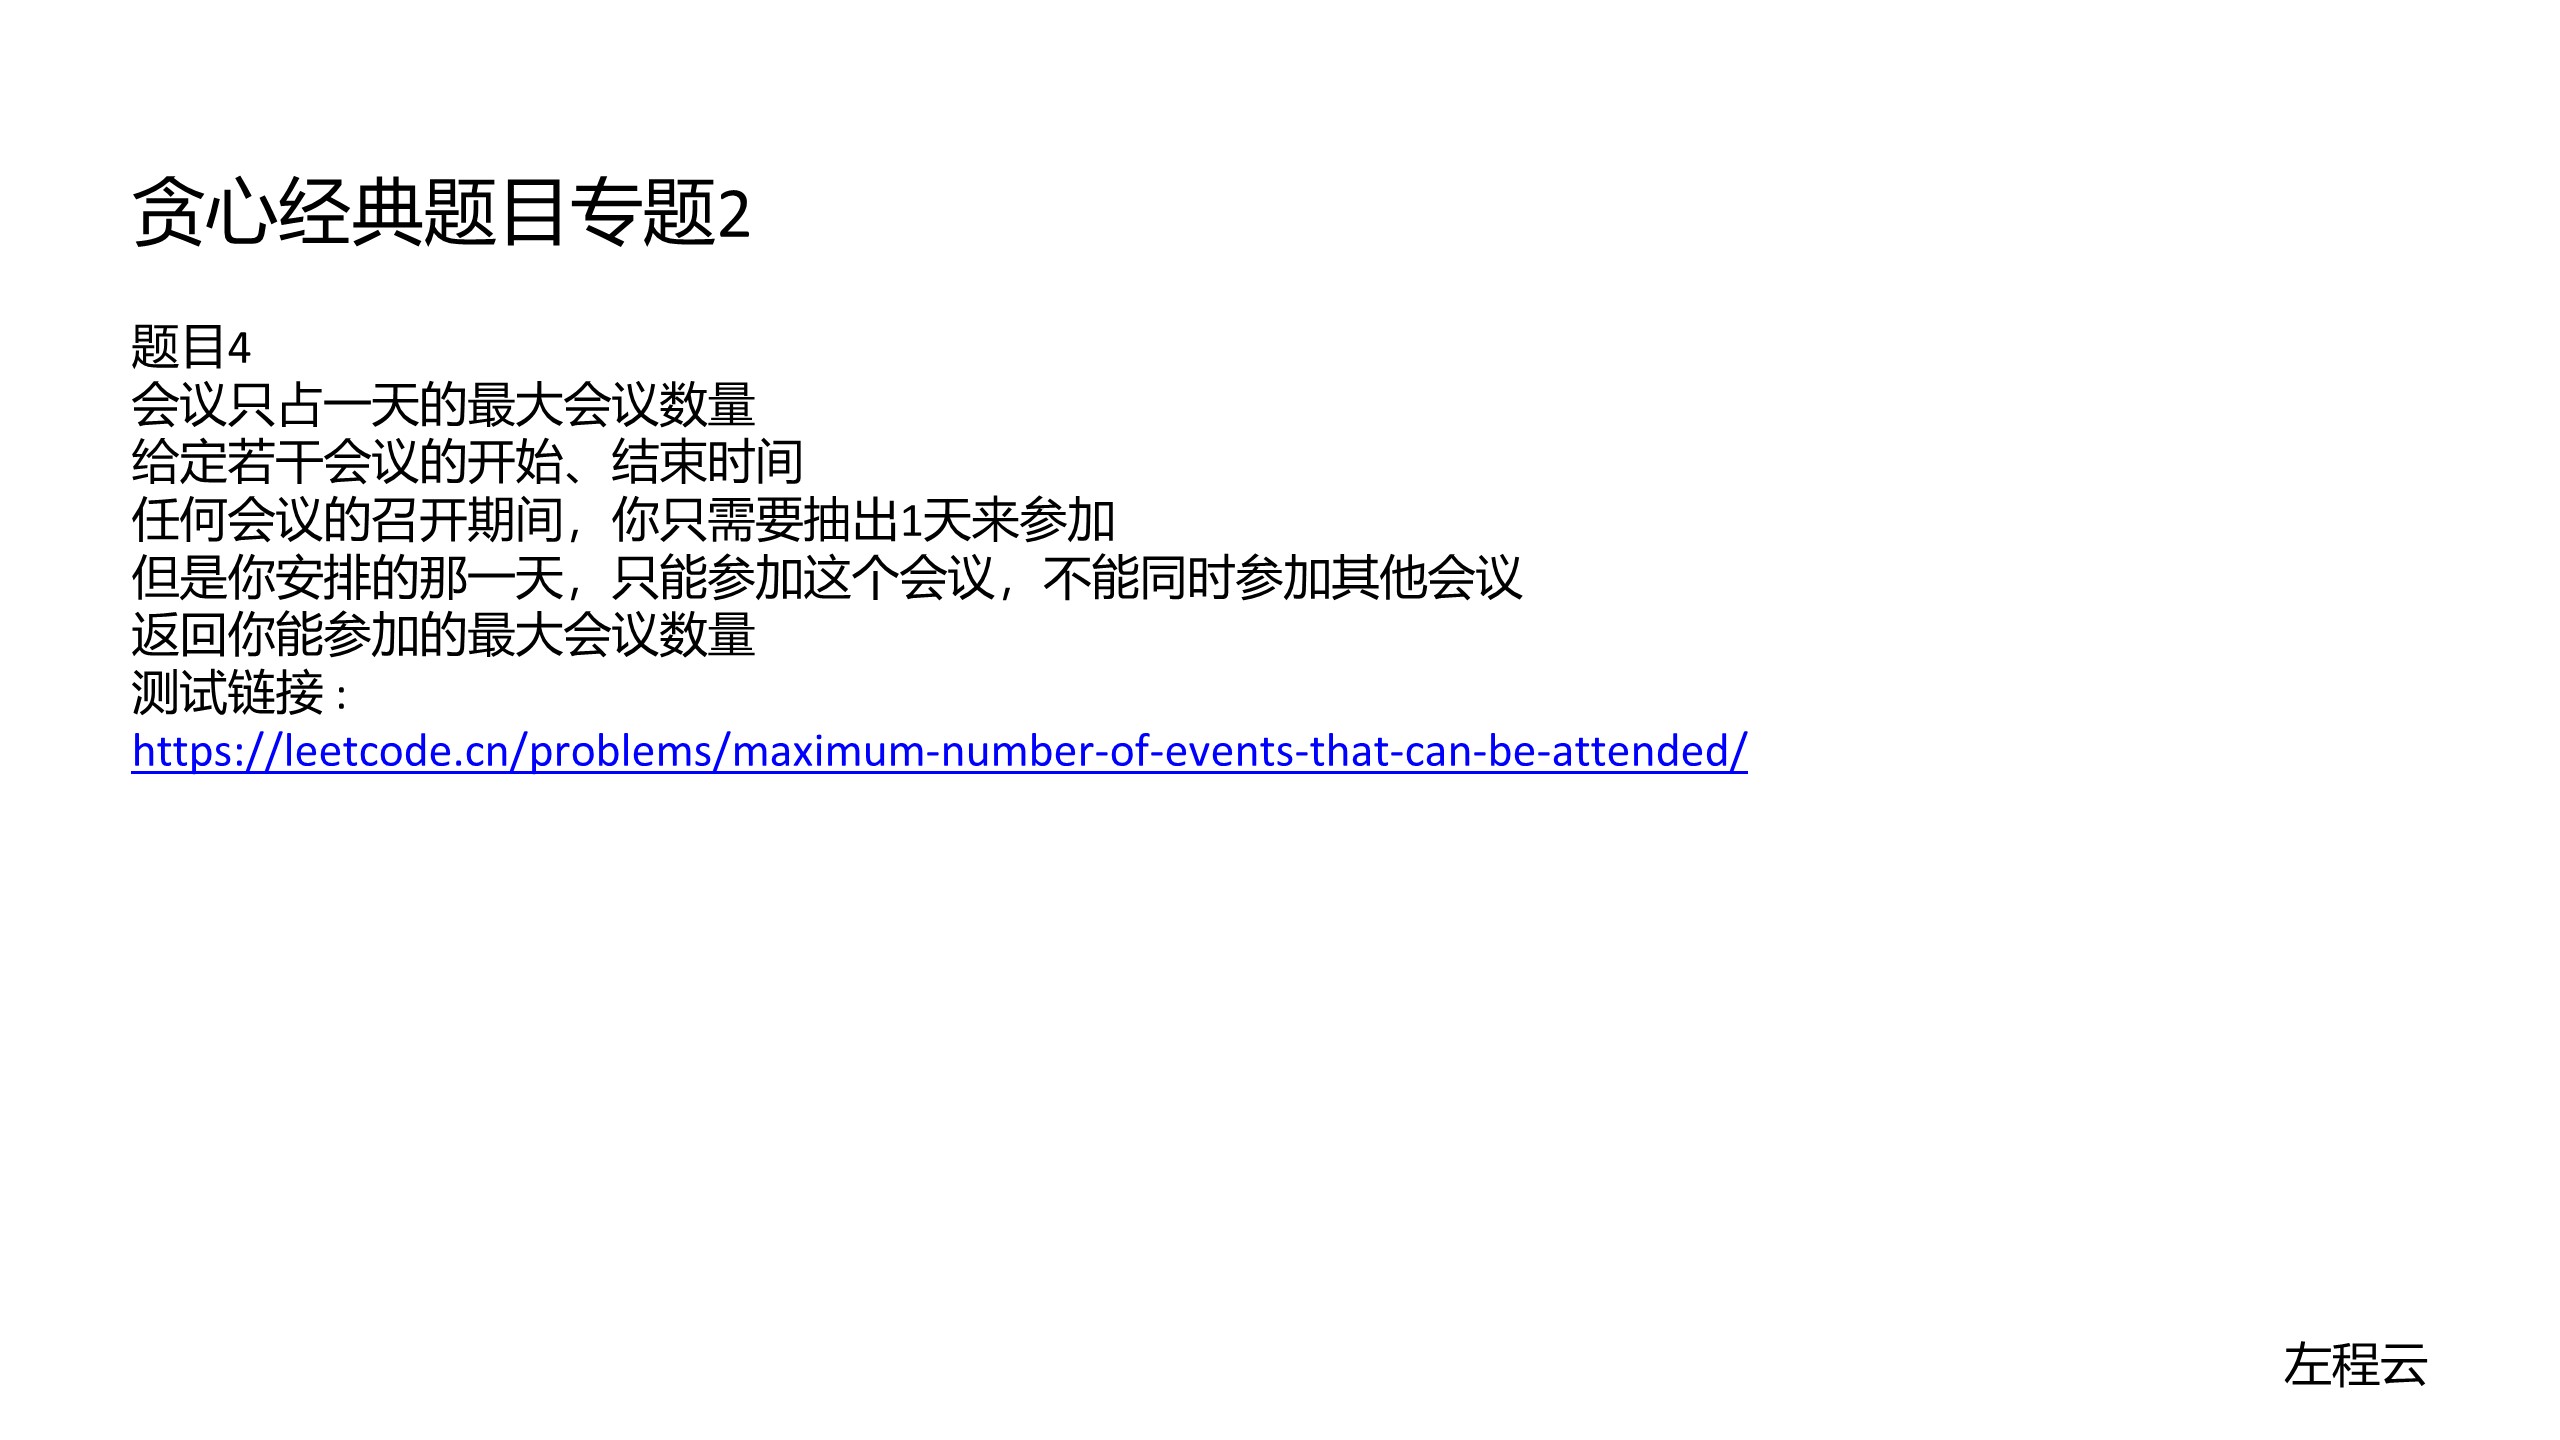 贪心经典题目专题2
题目4
会议只占一天的最大会议数量
给定若干会议的开始、结束时间
任何会议的召开期间，你只需要抽出1天来参加
但是你安排的那一天，只能参加这个会议，不能同时参加其他会议
返回你能参加的最大会议数量
测试链接 :
https://leetcode.cn/problems/maximum-number-of-events-that-can-be-attended/
左程云